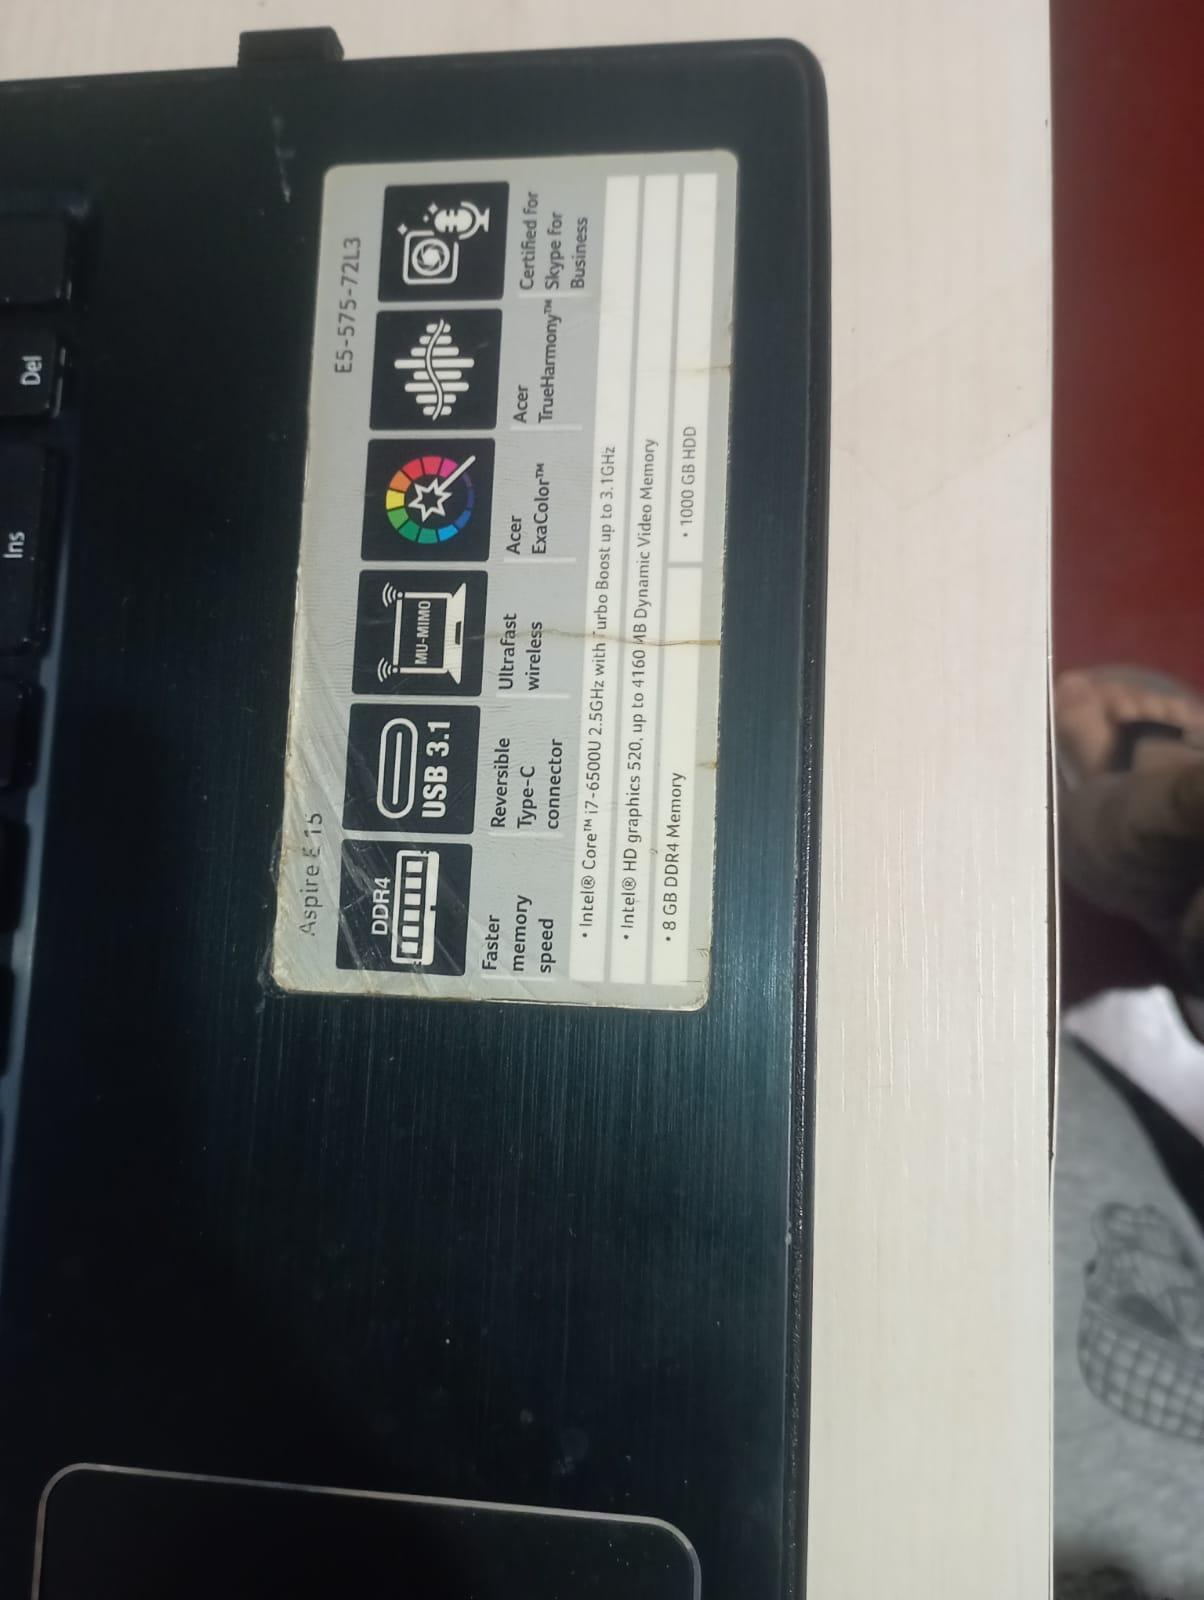 Del
Ins
Aspire E 15
E5-575-72L3
DDR4
USB 3.1
MU-MIMO
Faster
memory
speed
Reversible
Type-C
connector
Ultrafast
wireless
Acer
ExaColor™
Acer
TrueHarmony™
Certified for
Skype for
Business
• Intel® Core™ i7-6500U 2.5GHz with Turbo Boost up to 3.1GHz
• Intel® HD graphics 520, up to 4160 MB Dynamic Video Memory
• 8 GB DDR4 Memory
• 1000 GB HDD